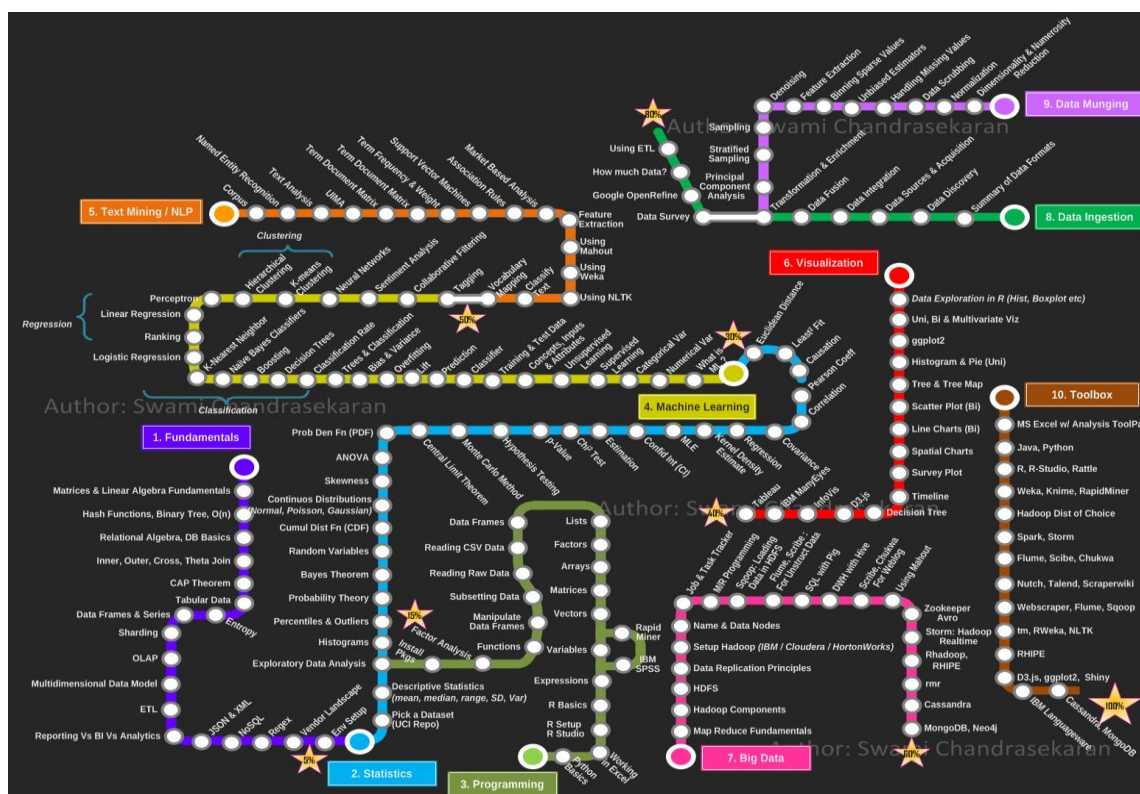 Dimensionality & Numerosity
Reduction
Normalization
Data Scrubbing
Handling Missing Values
Unbiased Estimators
Binning Sparse Values
Feature Extraction
Denoising
9. Data Munging
Author: Swami Chandrasekaran
80%
Sampling
Stratified
Sampling
Principal
Component
Analysis
Using ETL
How much Data?
Google OpenRefine
Data Survey
Transformation & Enrichment
Data Fusion
Data Integration
Data Sources & Acquisition
Data Discovery
Summary of Data Formats
8. Data Ingestion
5. Text Mining / NLP
Corpus
Named Entity Recognition
Text Analysis
UIMA
Term Document Matrix
Term Document Matrix
Term Frequency & Weight
Support Vector Machines
Association Rules
Market Based Analysis
Feature
Extraction
Using
Mahout
Using
Weka
Using NLTK
Classify
Text
Vocabulary
Mapping
Tagging
50%
Collaborative Filtering
Sentiment Analysis
Neural Networks
K-means
Clustering
Hierarchical
Clustering
Clustering
Perceptron
Linear Regression
Regression
Ranking
Logistic Regression
K-Nearest Neighbor
Naive Bayes Classifiers
Boosting
Decision Trees
Classification
Classification Rate
Trees & Classification
Bias & Variance
Overfitting
Lift
Prediction
Classifier
Training & Test Data
Concepts, Inputs
& Attributes
Unsupervised
Learning
Supervised
Learning
Categorical Var
Numerical Var
What is
ML?
30%
4. Machine Learning
Author: Swami Chandrasekaran
Euclidean Distance
Least Fit
Causation
Pearson Coeff
Correlation
Covariance
Regression
Kernel Density
Estimate
MLE
Confid Int (CI)
Estimation
Chi² Test
p-Value
Hypothesis Testing
Monte Carlo Method
Central Limit Theorem
Prob Den Fn (PDF)
ANOVA
Skewness
Continuos Distributions
(Normal, Poisson, Gaussian)
Cumul Dist Fn (CDF)
Random Variables
Bayes Theorem
Probability Theory
Percentiles & Outliers
Histograms
Exploratory Data Analysis
Descriptive Statistics
(mean, median, range, SD, Var)
Pick a Dataset
(UCI Repo)
2. Statistics
1. Fundamentals
Matrices & Linear Algebra Fundamentals
Hash Functions, Binary Tree, O(n)
Relational Algebra, DB Basics
Inner, Outer, Cross, Theta Join
CAP Theorem
Tabular Data
Entropy
Data Frames & Series
Sharding
OLAP
Multidimensional Data Model
ETL
Reporting Vs BI Vs Analytics
JSON & XML
NoSQL
Regex
Vendor Landscape
Env Setup
5%
15%
Install
Pkgs
Factor Analysis
Functions
Manipulate
Data Frames
Subsetting Data
Reading Raw Data
Reading CSV Data
Data Frames
Lists
Factors
Arrays
Matrices
Vectors
Variables
Rapid
Miner
IBM
SPSS
Expressions
R Basics
R Setup
R Studio
Working
in Excel
Python
Basics
3. Programming
6. Visualization
Data Exploration in R (Hist, Boxplot etc)
Uni, Bi & Multivariate Viz
ggplot2
Histogram & Pie (Uni)
Tree & Tree Map
Scatter Plot (Bi)
Line Charts (Bi)
Spatial Charts
Survey Plot
Timeline
Decision Tree
D3.js
InfoVis
IBM ManyEyes
Tableau
40%
7. Big Data
Map Reduce Fundamentals
Hadoop Components
HDFS
Data Replication Principles
Setup Hadoop (IBM / Cloudera / HortonWorks)
Name & Data Nodes
Job & Task Tracker
M/R Programming
Sqoop: Loading
Data in HDFS
Flume, Scribe :
For Unstruct Data
SQL with Pig
DWH with Hive
Scribe, Chukwa
For Weblog
Using Mahout
Zookeeper
Avro
Storm: Hadoop
Realtime
Rhadoop,
RHIPE
rmr
Cassandra
MongoDB, Neo4j
60%
Author: Swami Chandrasekaran
10. Toolbox
MS Excel w/ Analysis ToolPa
Java, Python
R, R-Studio, Rattle
Weka, Knime, RapidMiner
Hadoop Dist of Choice
Spark, Storm
Flume, Scibe, Chukwa
Nutch, Talend, Scraperwiki
Webscraper, Flume, Sqoop
tm, RWeka, NLTK
RHIPE
D3.js, ggplot2, Shiny
IBM Languageware
Cassandra, MongoDB
100%
Author: Swami Chandrasekaran